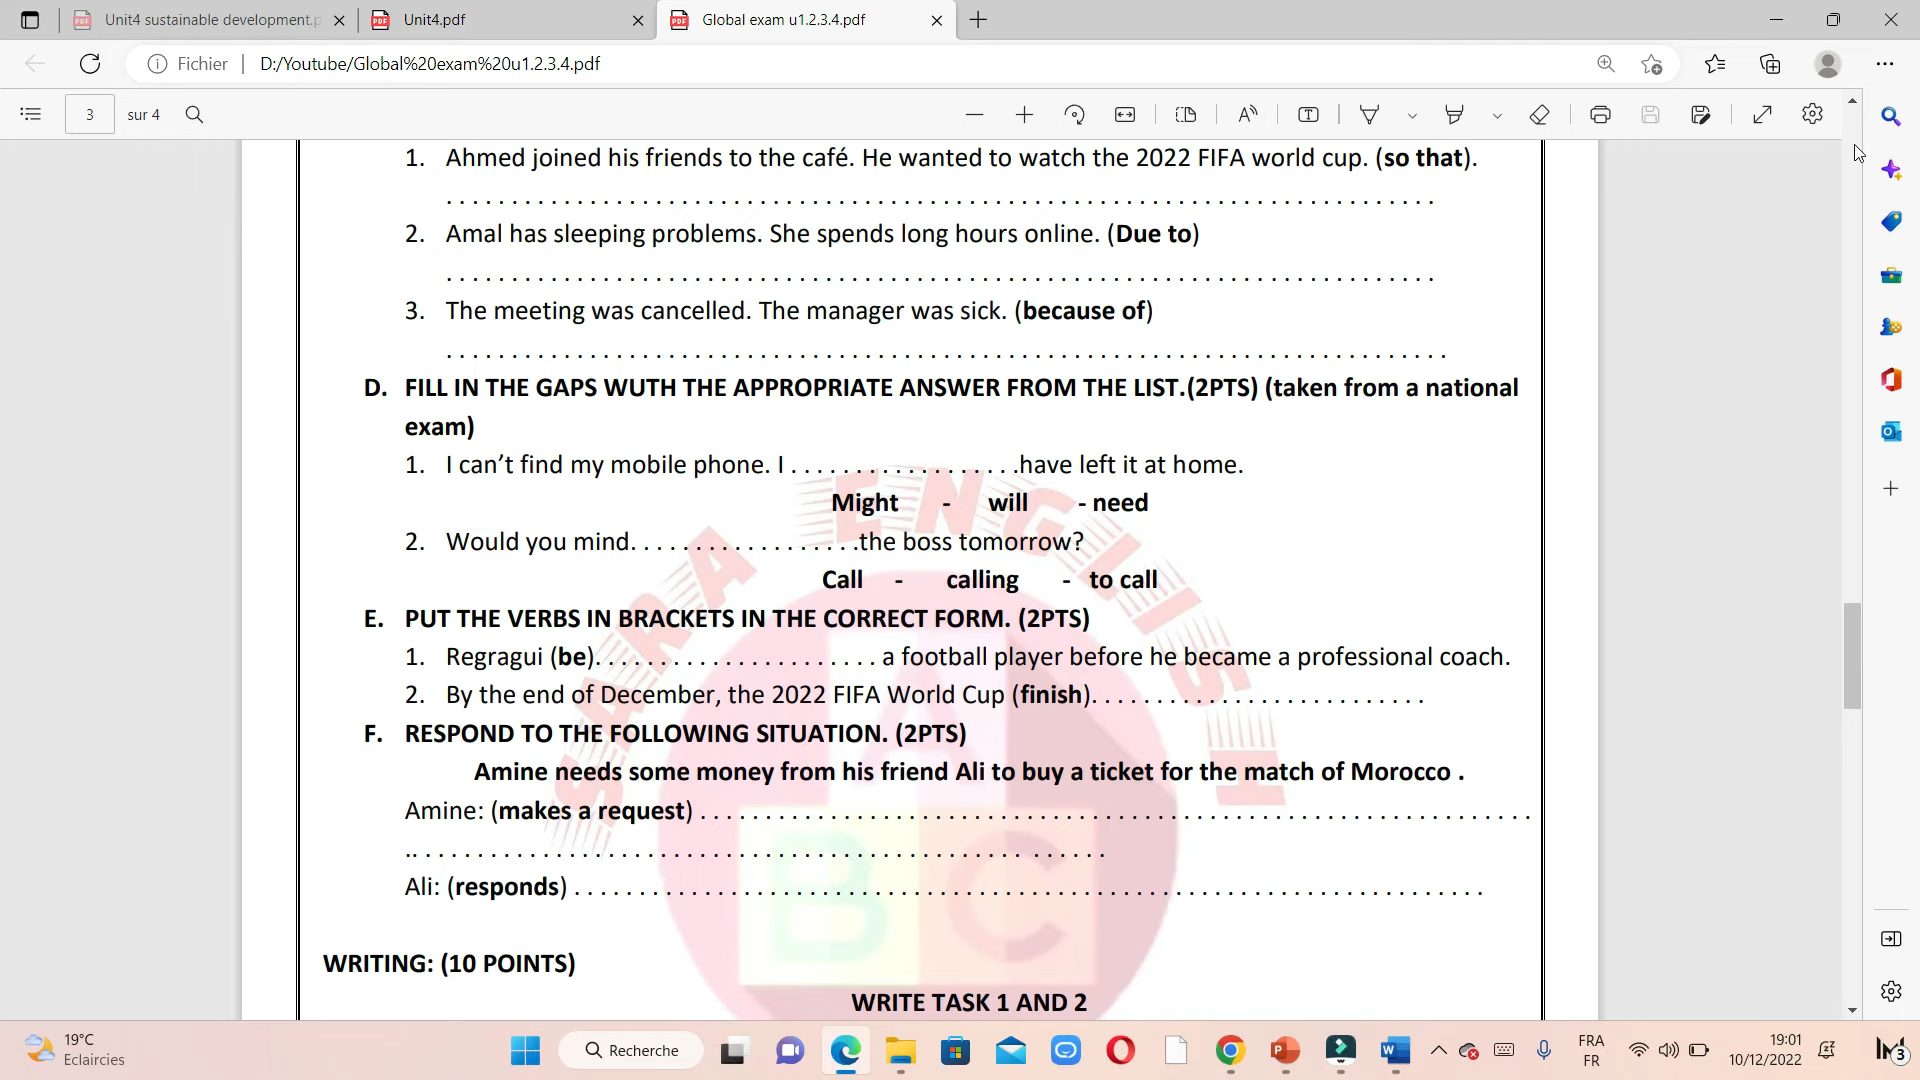 Unit4 sustainable development.p
Unit4.pdf
Global exam u1.2.3.4.pdf
Fichier
D:/Youtube/Global%20exam%20u1.2.3.4.pdf
3
sur 4
1. Ahmed joined his friends to the café. He wanted to watch the 2022 FIFA world cup. (so that).
. . . . . . . . . . . . . . . . . . . . . . . . . . . . . . . . . . . . . . . .
2. Amal has sleeping problems. She spends long hours online. (Due to)
. . . . . . . . . . . . . . . . . . . . . . . . . . . . . . . . . . . . . . . .
3. The meeting was cancelled. The manager was sick. (because of)
. . . . . . . . . . . . . . . . . . . . . . . . . . . . . . . . . . . . . . . .
D. FILL IN THE GAPS WUTH THE APPROPRIATE ANSWER FROM THE LIST.(2PTS) (taken from a national
exam)
1. I can’t find my mobile phone. I . . . . . . . . . . . . . . . . . .have left it at home.
Might - will - need
2. Would you mind. . . . . . . . . . . . . . . . . .the boss tomorrow?
Call - calling - to call
E. PUT THE VERBS IN BRACKETS IN THE CORRECT FORM. (2PTS)
1. Regragui (be). . . . . . . . . . . . . . . . . . . . . . a football player before he became a professional coach.
2. By the end of December, the 2022 FIFA World Cup (finish). . . . . . . . . . . . . . . . . . . . . . . . . .
F. RESPOND TO THE FOLLOWING SITUATION. (2PTS)
Amine needs some money from his friend Ali to buy a ticket for the match of Morocco .
Amine: (makes a request) . . . . . . . . . . . . . . . . . . . . . . . . . . . . . . . . . . . . . . . .
.. . . . . . . . . . . . . . . . . . . . . . . . . . . . . . . . . . . . . . . .
Ali: (responds) . . . . . . . . . . . . . . . . . . . . . . . . . . . . . . . . . . . . . . . .
WRITING: (10 POINTS)
WRITE TASK 1 AND 2
SARA ENGLISH
A
B C
19°C
Eclaircies
Recherche
FRA
FR
19:01
10/12/2022
3